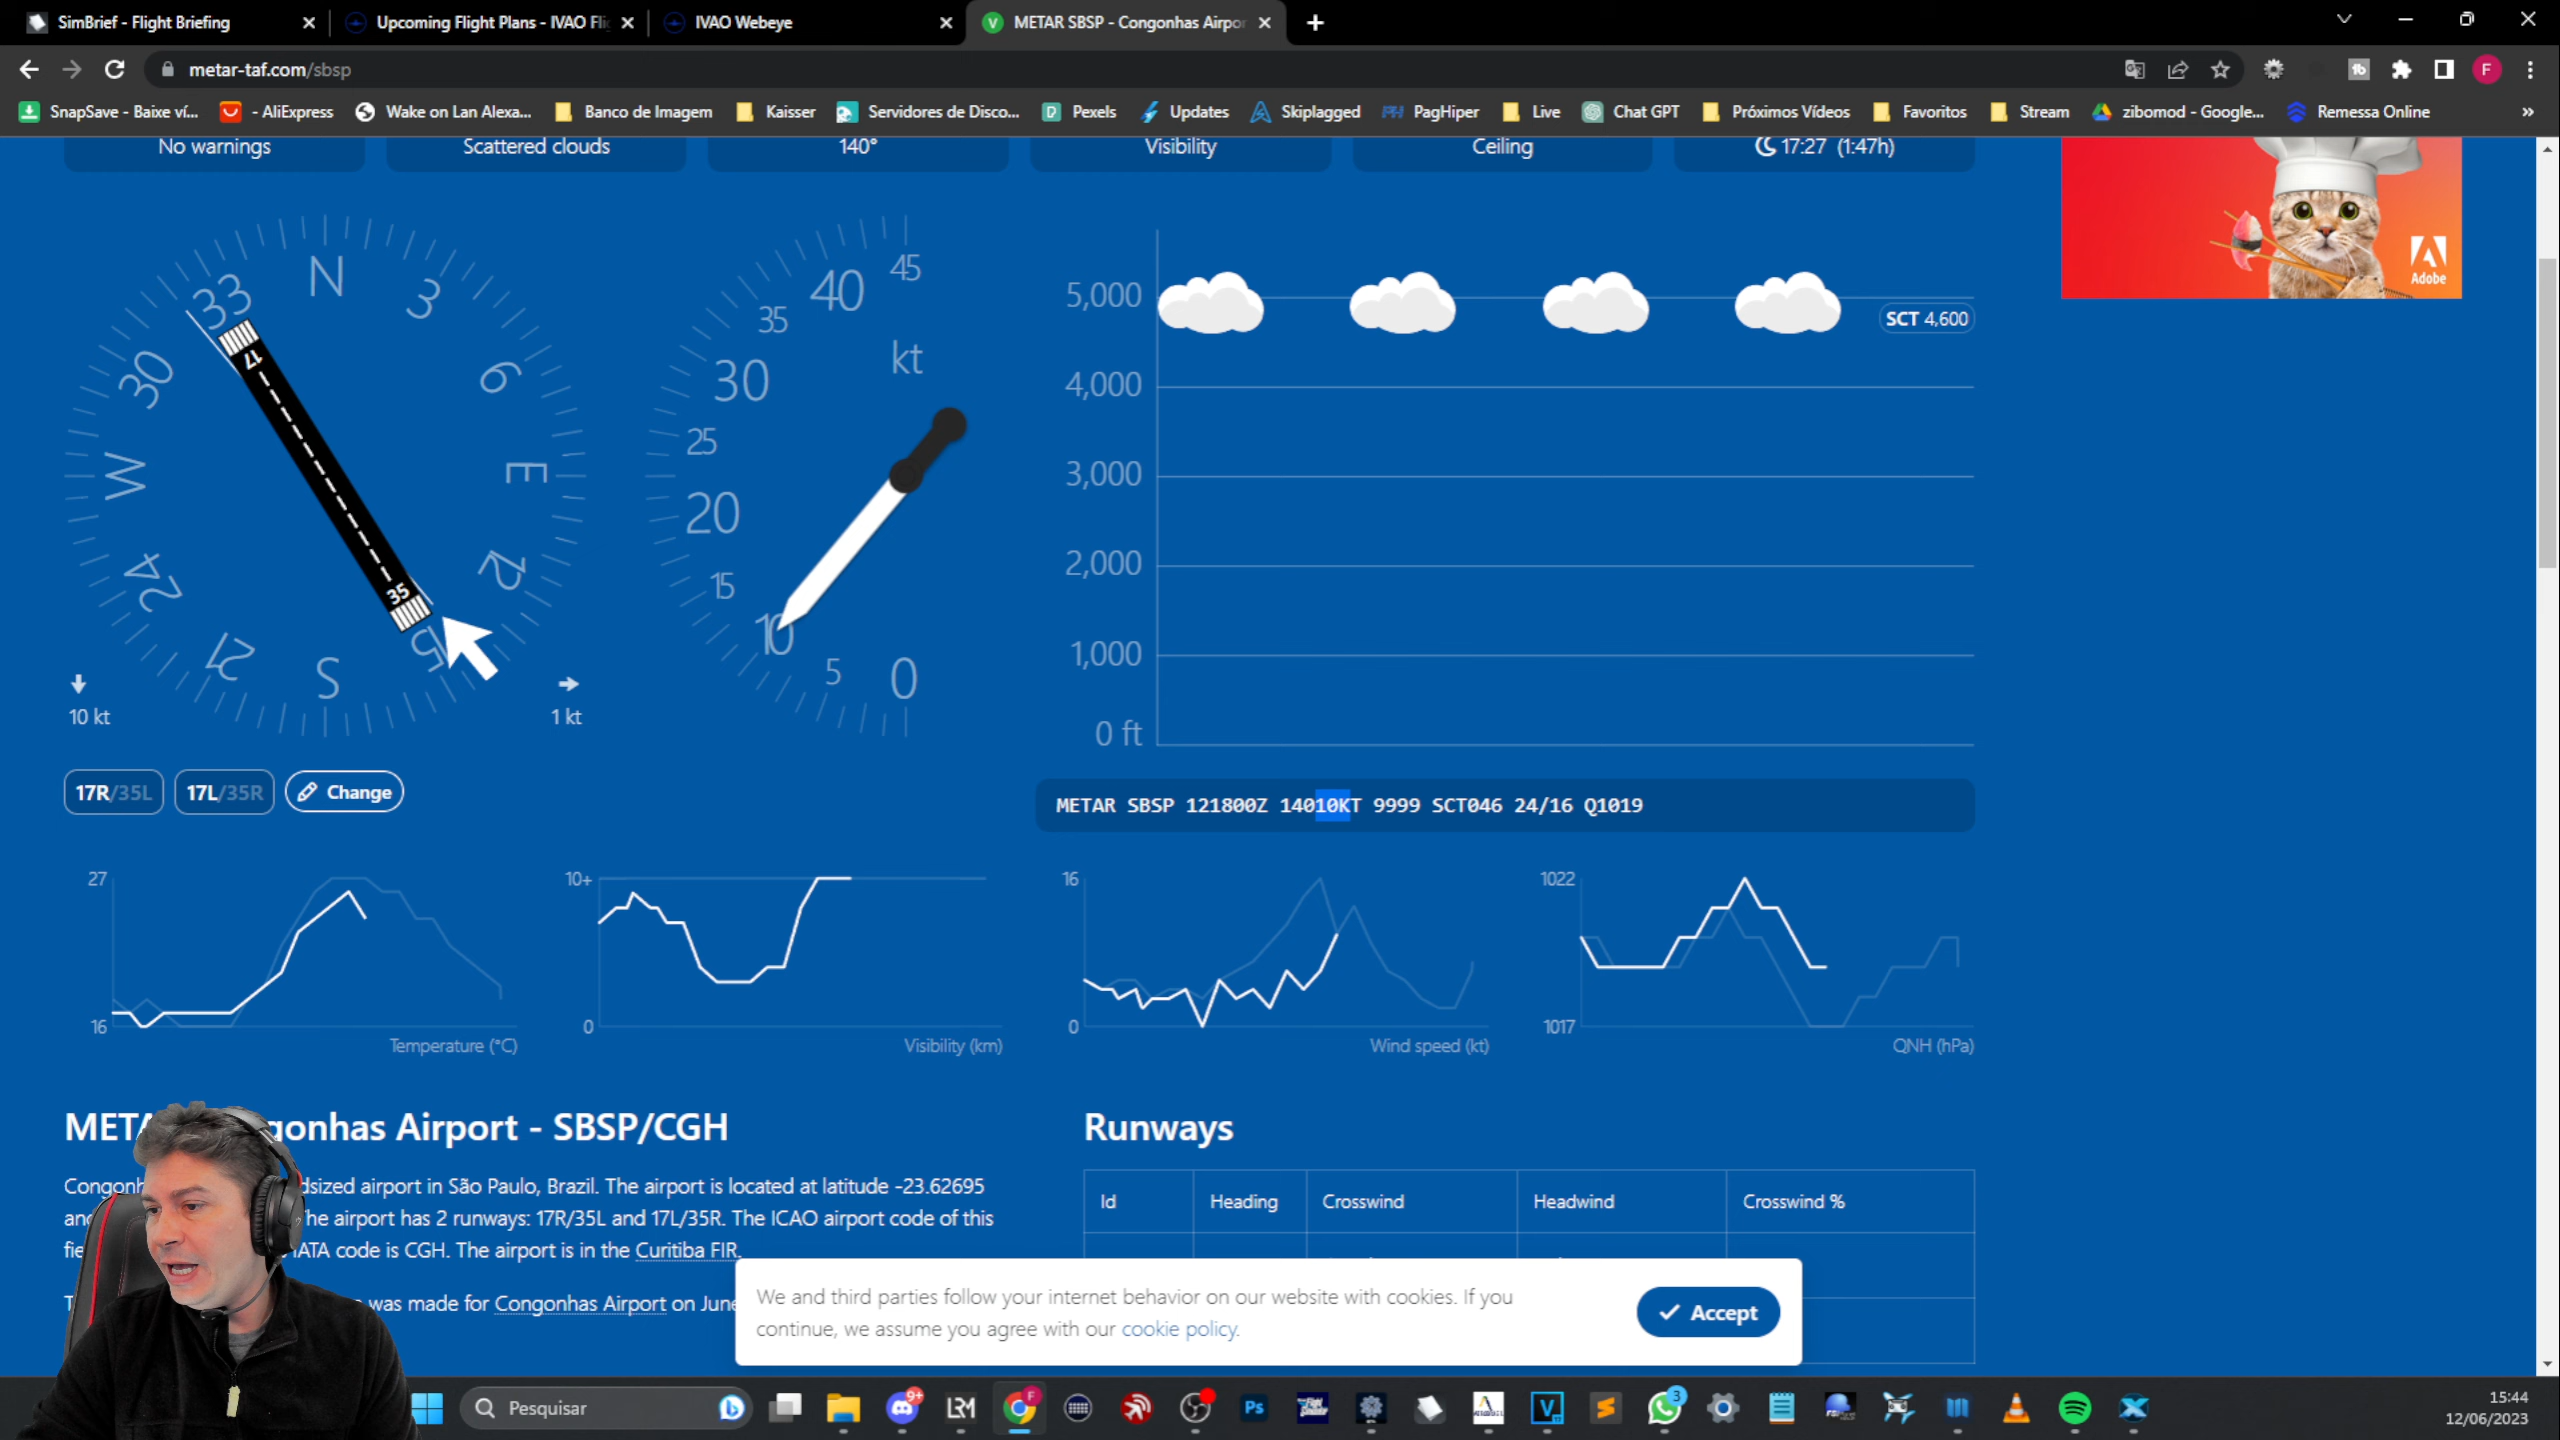 SimBrief - Flight Briefing
Upcoming Flight Plans - IVAO Fli
IVAO Webeye
V METAR SBSP - Congonhas Airpor
metar-taf.com/sbsp
F
SnapSave - Baixe ví...
- AliExpress
Wake on Lan Alexa...
Banco de Imagem
Kaisser
Servidores de Disco...
Pexels
Updates
Skiplagged
PagHiper
Live
Chat GPT
Próximos Vídeos
Favoritos
Stream
zibomod - Google...
Remessa Online
»
No warnings
Scattered clouds
140°
Visibility
Ceiling
17:27 (1:47h)
Adobe
N
3
6
E
12
15
S
21
24
W
30
33
17
35
10 kt
1 kt
45
40
35
30
25
20
15
10
5
0
kt
5,000
4,000
3,000
2,000
1,000
0 ft
SCT 4,600
17R/35L
17L/35R
Change
METAR SBSP 121800Z 14010KT 9999 SCT046 24/16 Q1019
27
16
Temperature (°C)
10+
0
Visibility (km)
16
0
Wind speed (kt)
1022
1017
QNH (hPa)
gonhas Airport - SBSP/CGH
dsized airport in São Paulo, Brazil. The airport is located at latitude -23.62695
he airport has 2 runways: 17R/35L and 17L/35R. The ICAO airport code of this
IATA code is CGH. The airport is in the Curitiba FIR.
was made for Congonhas Airport on June
Runways
Id Heading Crosswind Headwind Crosswind %
We and third parties follow your internet behavior on our website with cookies. If you
continue, we assume you agree with our cookie policy.
Accept
Pesquisar
9+
LRM
F
Ps
V
3
15:44
12/06/2023